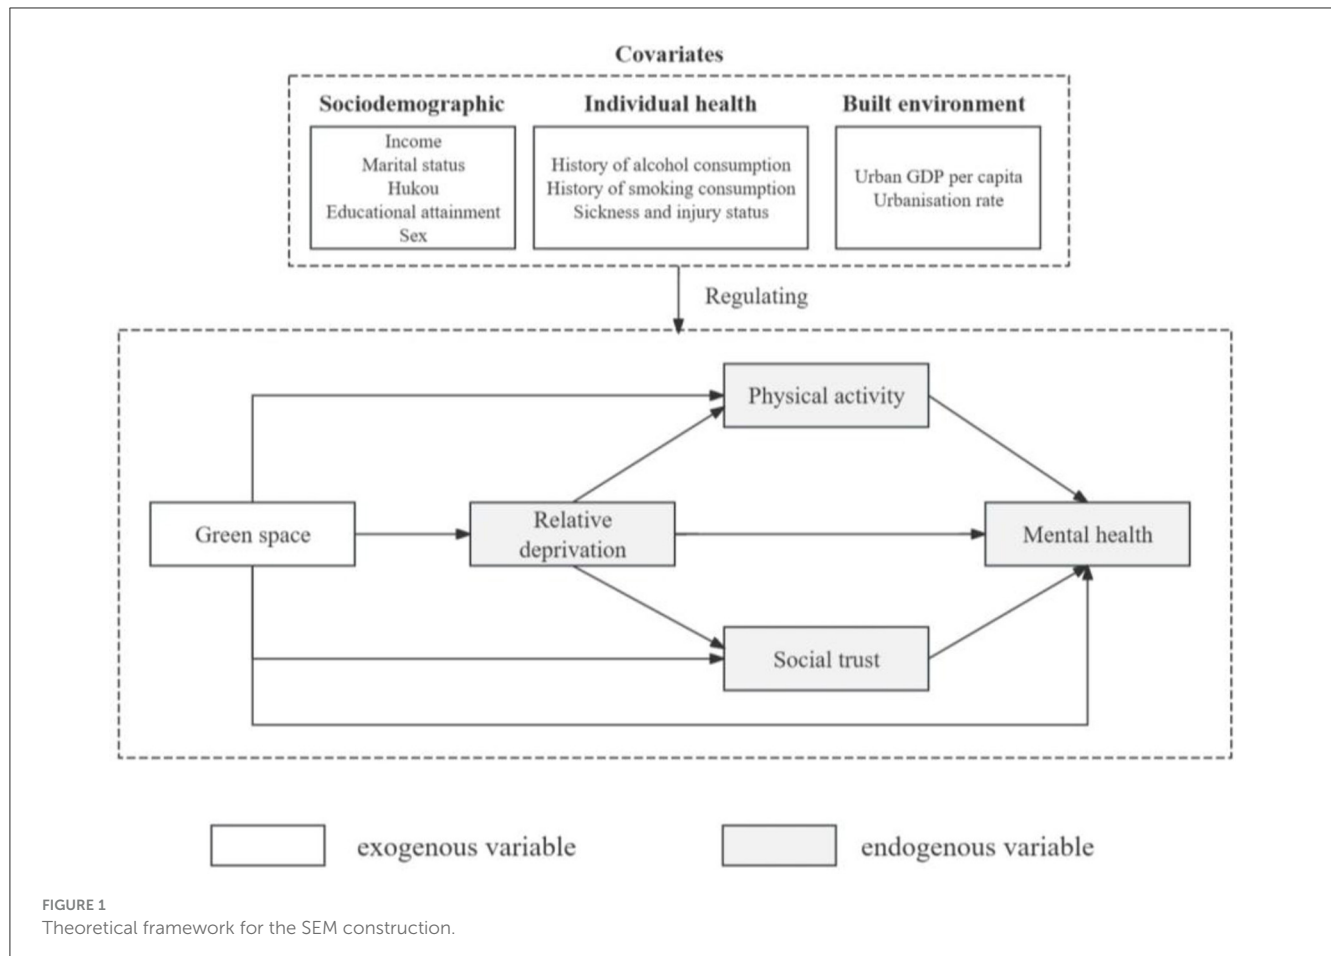 Covariates
Sociodemographic
Income
Marital status
Hukou
Educational attainment
Sex
Individual health
History of alcohol consumption
History of smoking consumption
Sickness and injury status
Built environment
Urban GDP per capita
Urbanisation rate
Regulating
Physical activity
Green space
Relative
deprivation
Mental health
Social trust
exogenous variable
endogenous variable
FIGURE 1
Theoretical framework for the SEM construction.